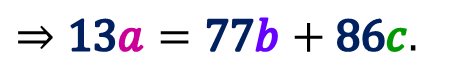 ⇒ 13a = 77b + 86c.